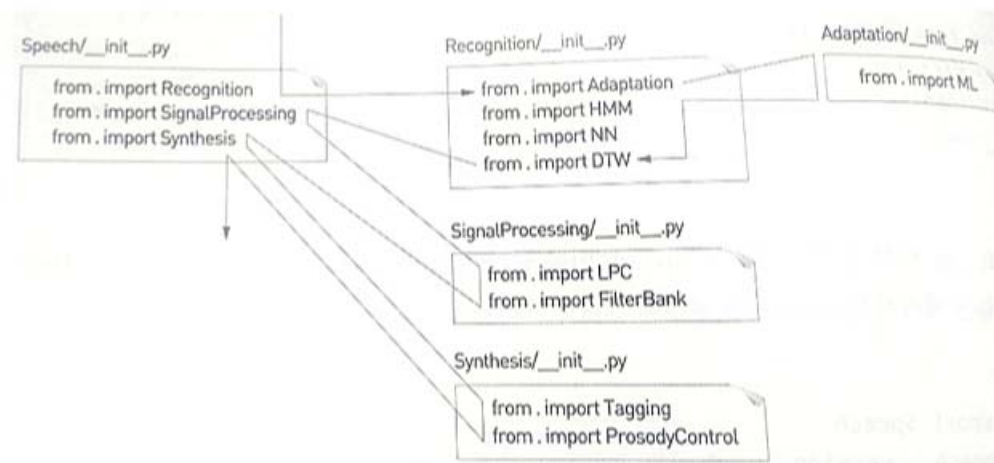 Speech/__init__.py
from . import Recognition
from . import SignalProcessing
from . import Synthesis
Recognition/__init__.py
from . import Adaptation
from . import HMM
from . import NN
from . import DTW
Adaptation/__init__.py
from . import ML
SignalProcessing/__init__.py
from . import LPC
from . import FilterBank
Synthesis/__init__.py
from . import Tagging
from . import ProsodyControl